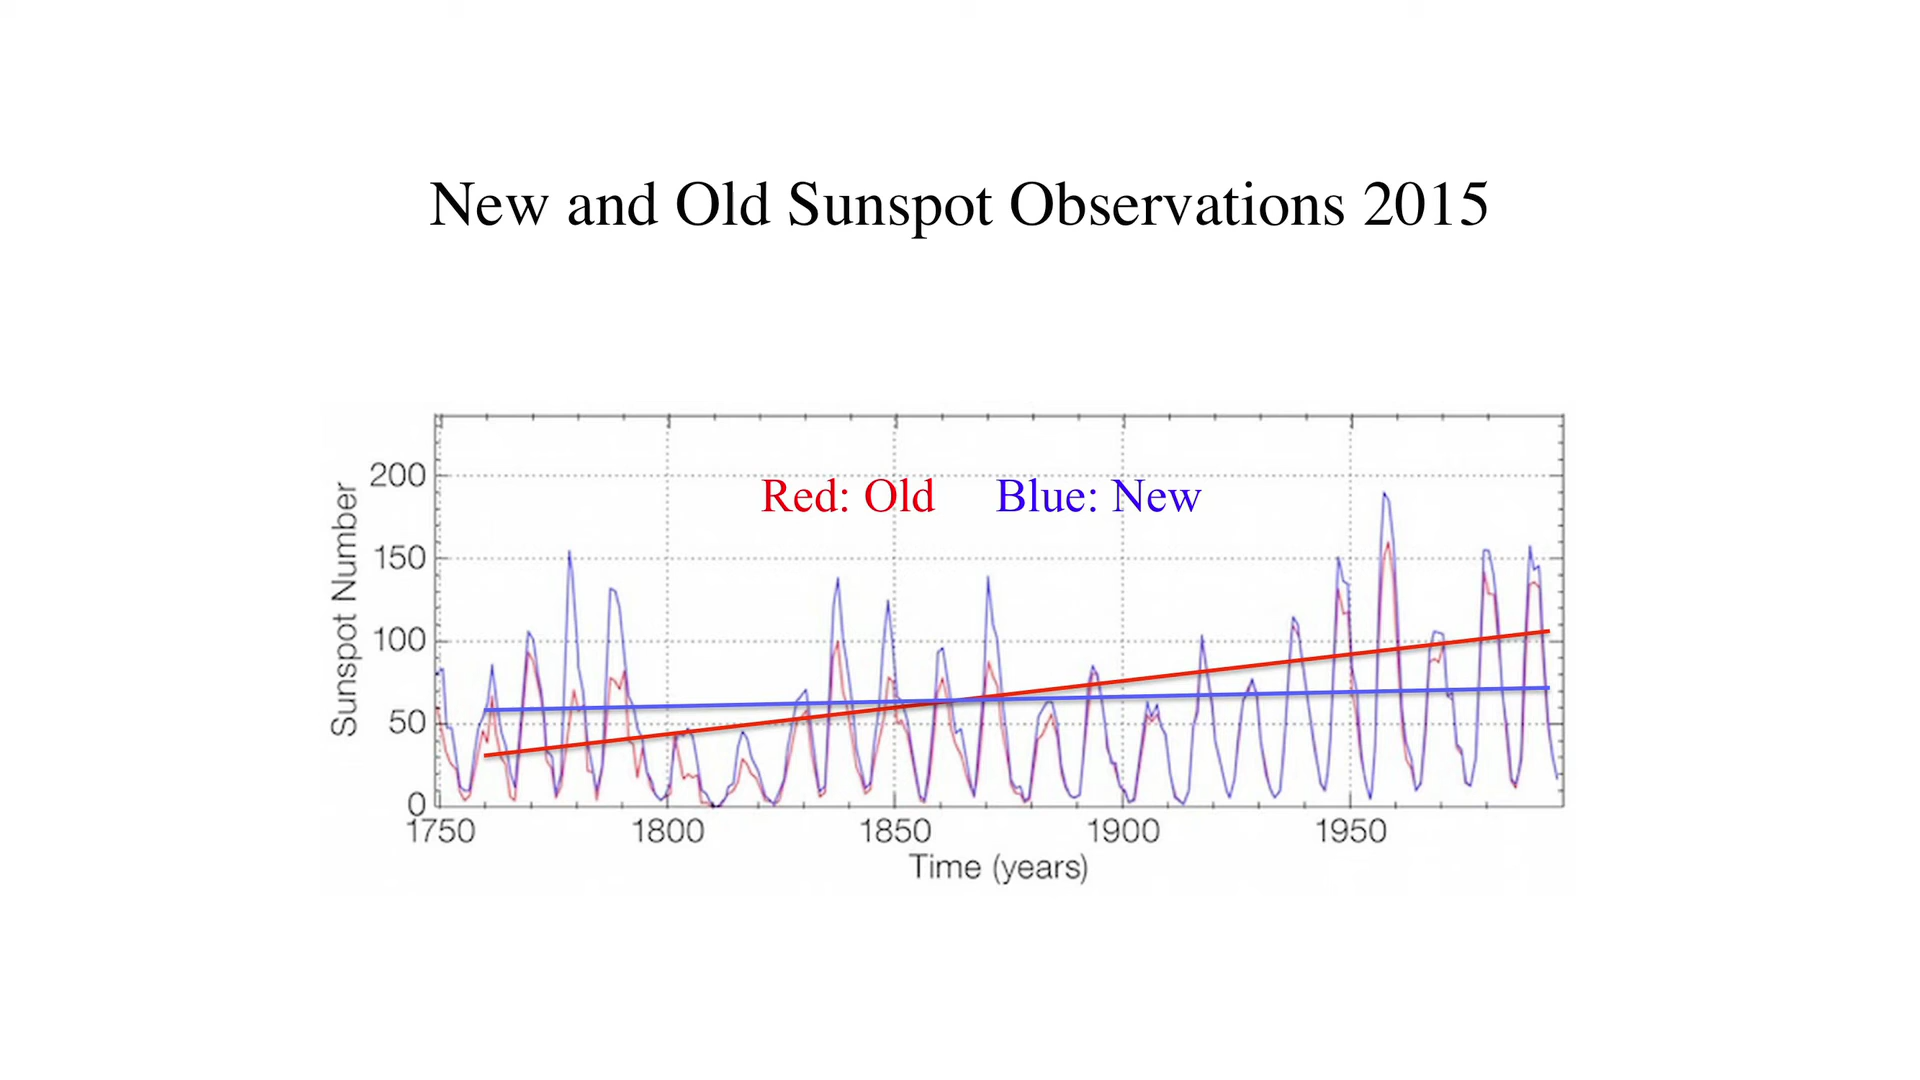 New and Old Sunspot Observations 2015
Red: Old
Blue: New
Sunspot Number
200
150
100
50
0
1750
1800
1850
1900
1950
Time (years)